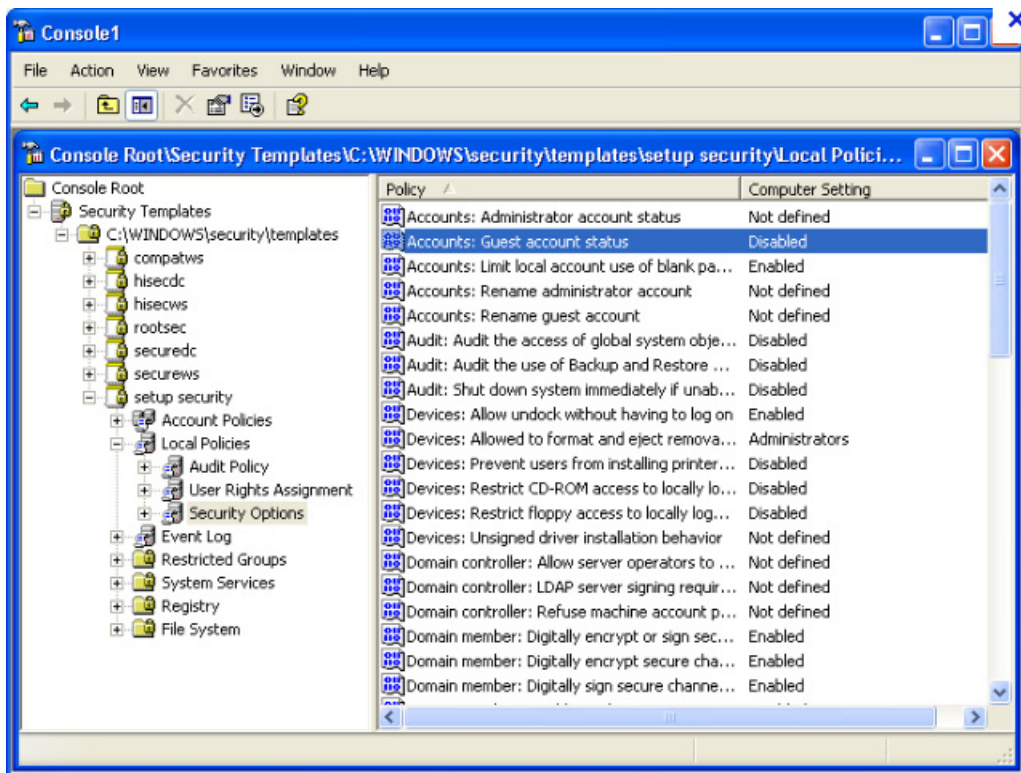 Console1
File Action View Favorites Window Help
Console Root\Security Templates\C:\WINDOWS\security\templates\setup security\Local Polici...
Console Root
Security Templates
C:\WINDOWS\security\templates
compatws
hisecdc
hisecws
rootsec
securedc
securews
setup security
Account Policies
Local Policies
Audit Policy
User Rights Assignment
Security Options
Event Log
Restricted Groups
System Services
Registry
File System
Policy Computer Setting
Accounts: Administrator account status Not defined
Accounts: Guest account status Disabled
Accounts: Limit local account use of blank pa... Enabled
Accounts: Rename administrator account Not defined
Accounts: Rename guest account Not defined
Audit: Audit the access of global system obje... Disabled
Audit: Audit the use of Backup and Restore ... Disabled
Audit: Shut down system immediately if unab... Disabled
Devices: Allow undock without having to log on Enabled
Devices: Allowed to format and eject remova... Administrators
Devices: Prevent users from installing printer... Disabled
Devices: Restrict CD-ROM access to locally lo... Disabled
Devices: Restrict floppy access to locally log... Disabled
Devices: Unsigned driver installation behavior Not defined
Domain controller: Allow server operators to ... Not defined
Domain controller: LDAP server signing requir... Not defined
Domain controller: Refuse machine account p... Not defined
Domain member: Digitally encrypt or sign sec... Enabled
Domain member: Digitally encrypt secure cha... Enabled
Domain member: Digitally sign secure channe... Enabled